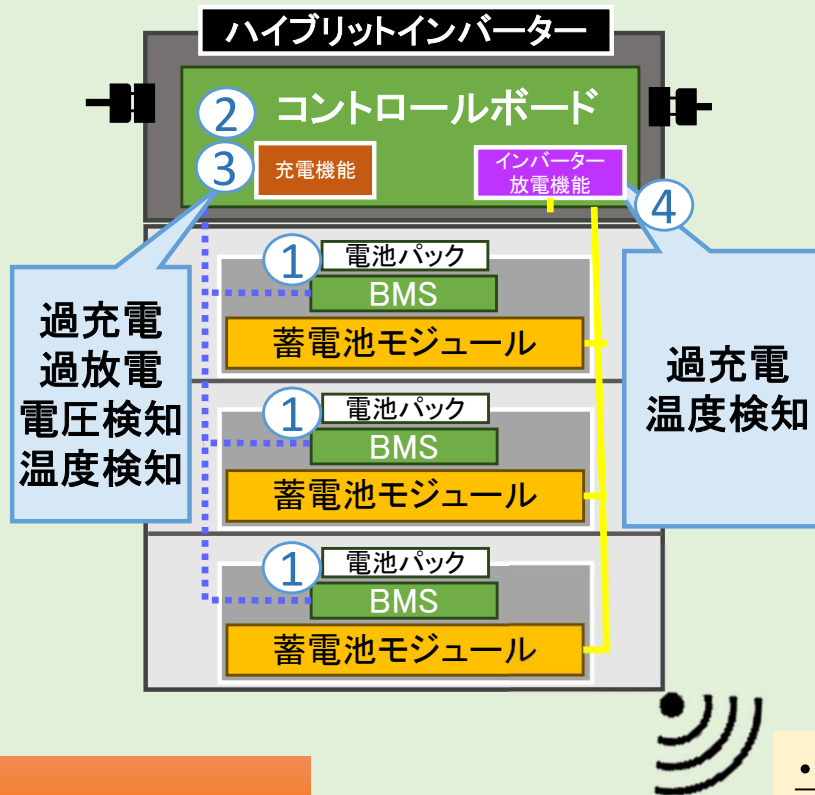 ハイブリットインバーター
コントロールボード
②
③
充電機能
インバーター
放電機能
④
過充電
過放電
電圧検知
温度検知
過充電
温度検知
①
電池パック
BMS
蓄電池モジュール
①
電池パック
BMS
蓄電池モジュール
①
電池パック
BMS
蓄電池モジュール
・